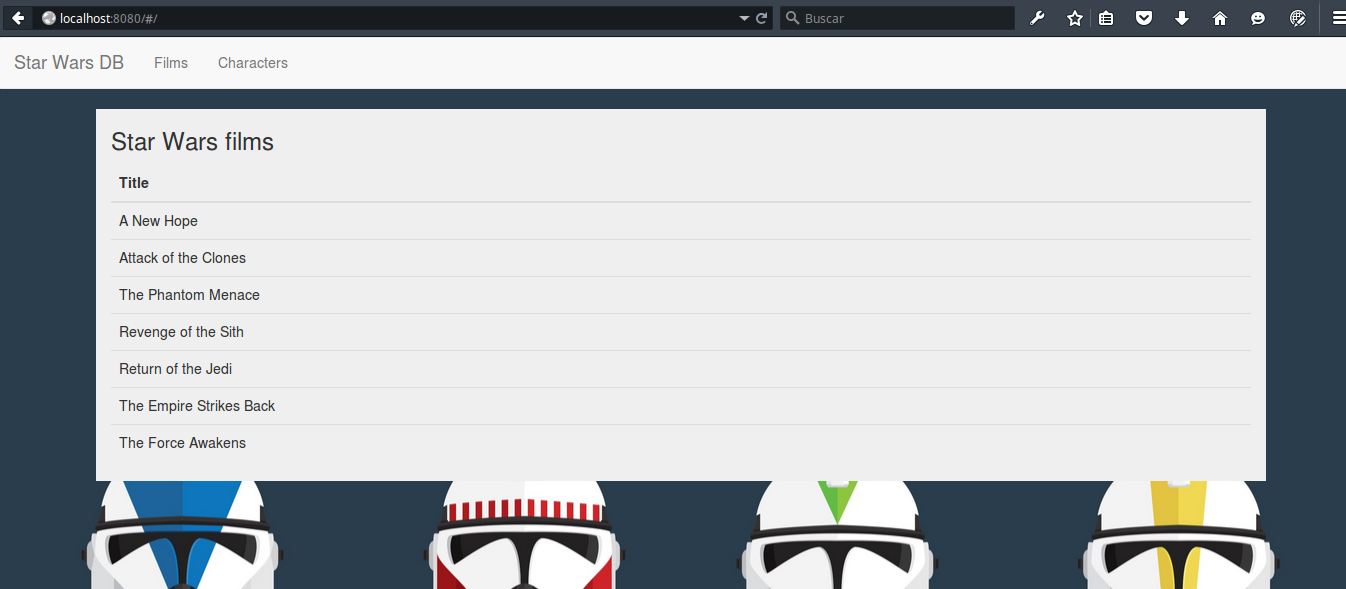 localhost:8080/#/
Buscar
Star Wars DB Films Characters
Star Wars films
Title
A New Hope
Attack of the Clones
The Phantom Menace
Revenge of the Sith
Return of the Jedi
The Empire Strikes Back
The Force Awakens